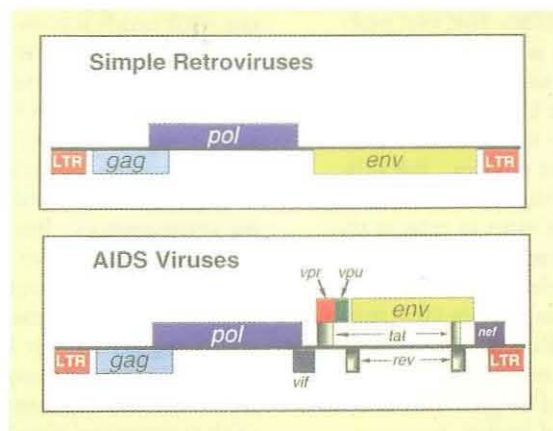 Simple Retroviruses
pol
LTR gag env LTR
AIDS Viruses
vpr vpu
env
pol tat nef
LTR gag rev LTR
vif